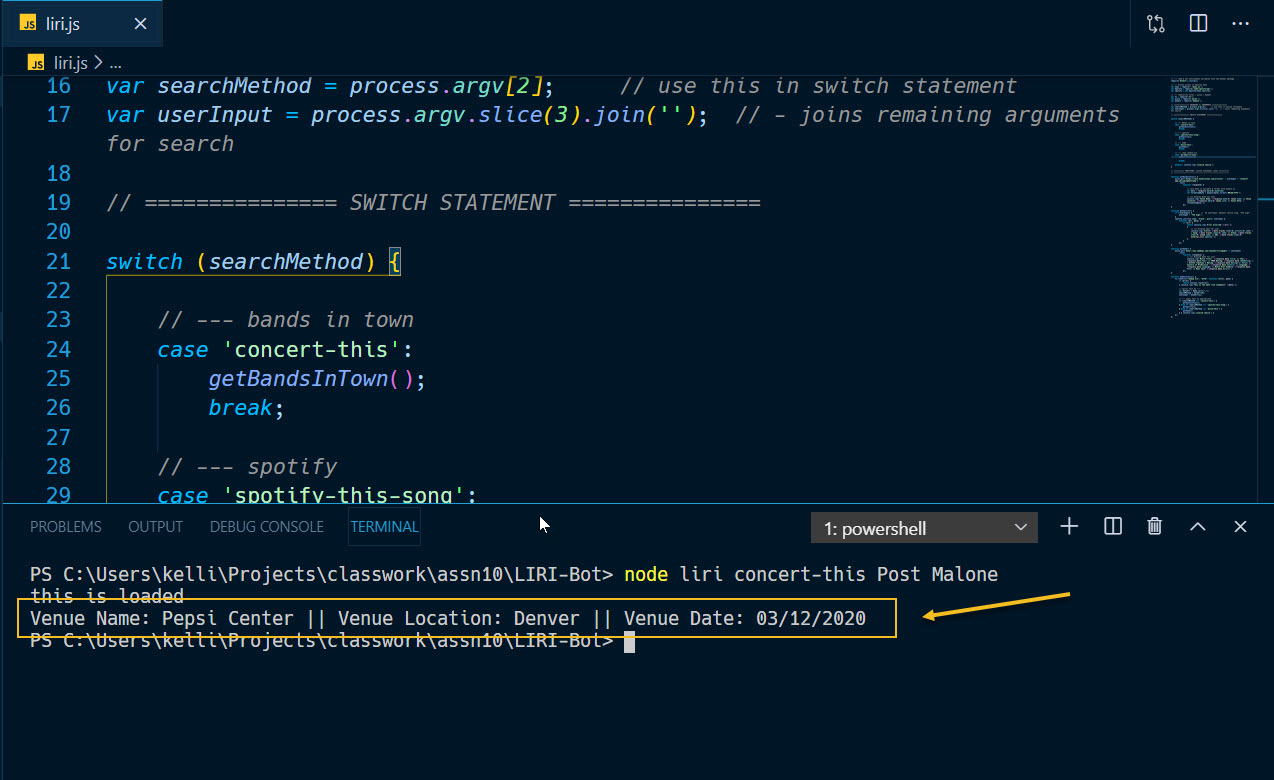 liri.js
liri.js > ...
16 var searchMethod = process.argv[2];     // use this in switch statement
17 var userInput = process.argv.slice(3).join('');  // - joins remaining arguments
for search
18
19 // =============== SWITCH STATEMENT ===============
20
21 switch (searchMethod) {
22
23     // --- bands in town
24     case 'concert-this':
25         getBandsInTown();
26         break;
27
28     // --- spotify
29     case 'spotify-this-song':
PROBLEMS OUTPUT DEBUG CONSOLE TERMINAL 1: powershell
PS C:\Users\kelli\Projects\classwork\assn10\LIRI-Bot> node liri concert-this Post Malone
this is loaded
Venue Name: Pepsi Center || Venue Location: Denver || Venue Date: 03/12/2020
PS C:\Users\kelli\Projects\classwork\assn10\LIRI-Bot>